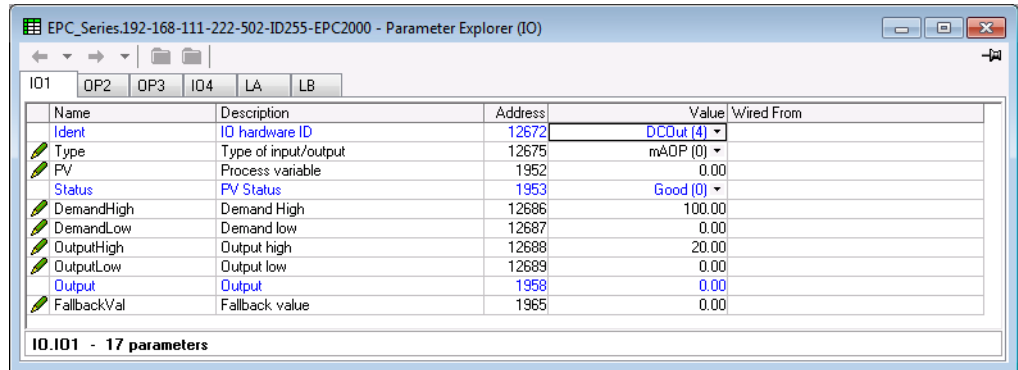 EPC_Series.192-168-111-222-502-ID255-EPC2000 - Parameter Explorer (IO)
IO1 OP2 OP3 IO4 LA LB
Name Description Address Value Wired From
Ident IO hardware ID 12672 DCOut (4)
Type Type of input/output 12675 mAOP (0)
PV Process variable 1952 0.00
Status PV Status 1953 Good (0)
DemandHigh Demand High 12686 100.00
DemandLow Demand low 12687 0.00
OutputHigh Output high 12688 20.00
OutputLow Output low 12689 0.00
Output Output 1958 0.00
FallbackVal Fallback value 1965 0.00
IO.IO1 - 17 parameters